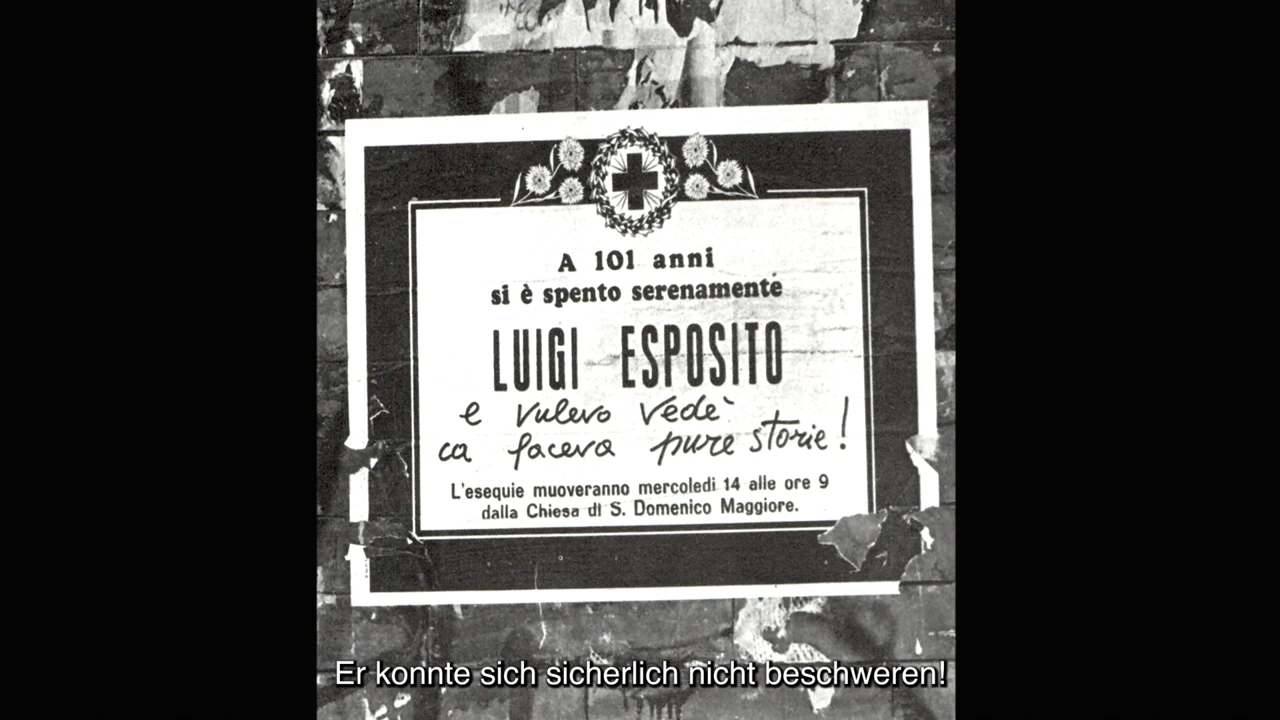 A 101 anni
si è spento serenamente
LUIGI ESPOSITO
e vulevo vedè
ca faceva pure storie!
L'esequie muoveranno mercoledi 14 alle ore 9
dalla Chiesa di S. Domenico Maggiore.
Er konnte sich sicherlich nicht beschweren!